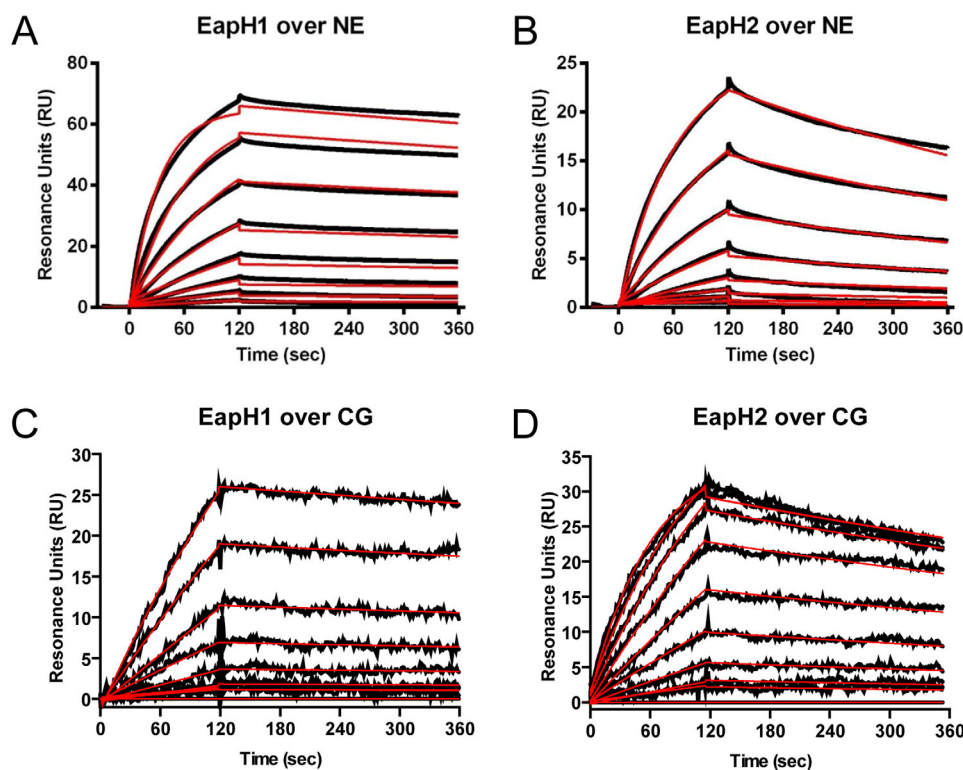 A
EapH1 over NE
Resonance Units (RU)
80
60
40
20
0
0 60 120 180 240 300 360
Time (sec)
B
EapH2 over NE
Resonance Units (RU)
25
20
15
10
5
0
0 60 120 180 240 300 360
Time (sec)
C
EapH1 over CG
Resonance Units (RU)
30
25
20
15
10
5
0
0 60 120 180 240 300 360
Time (sec)
D
EapH2 over CG
Resonance Units (RU)
35
30
25
20
15
10
5
0
0 60 120 180 240 300 360
Time (sec)